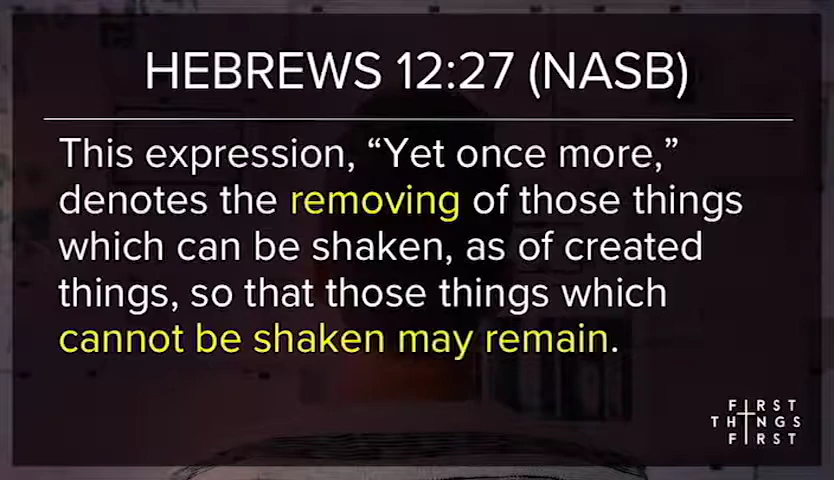 HEBREWS 12:27 (NASB)
This expression, “Yet once more,”
denotes the removing of those things
which can be shaken, as of created
things, so that those things which
cannot be shaken may remain.
FIRST
THINGS
FIRST